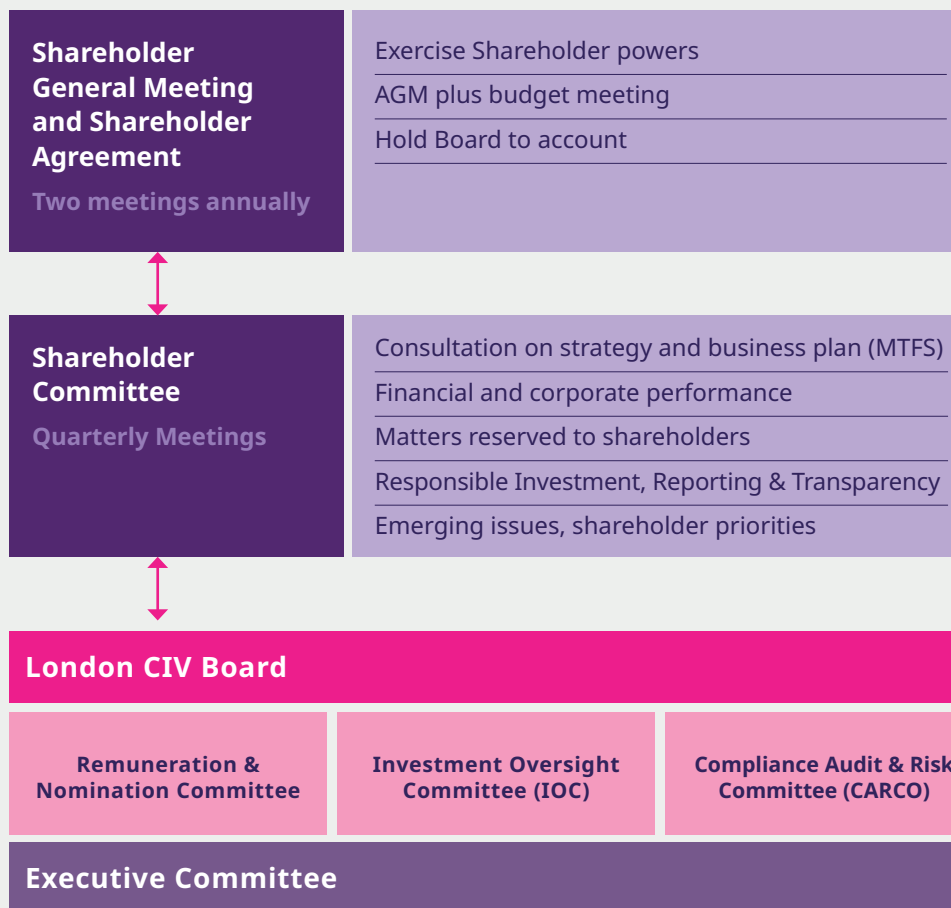 Shareholder
General Meeting
and Shareholder
Agreement
Two meetings annually
Exercise Shareholder powers
AGM plus budget meeting
Hold Board to account
Shareholder
Committee
Quarterly Meetings
Consultation on strategy and business plan (MTFS)
Financial and corporate performance
Matters reserved to shareholders
Responsible Investment, Reporting & Transparency
Emerging issues, shareholder priorities
London CIV Board
Remuneration &
Nomination Committee
Investment Oversight
Committee (IOC)
Compliance Audit & Risk
Committee (CARCO)
Executive Committee